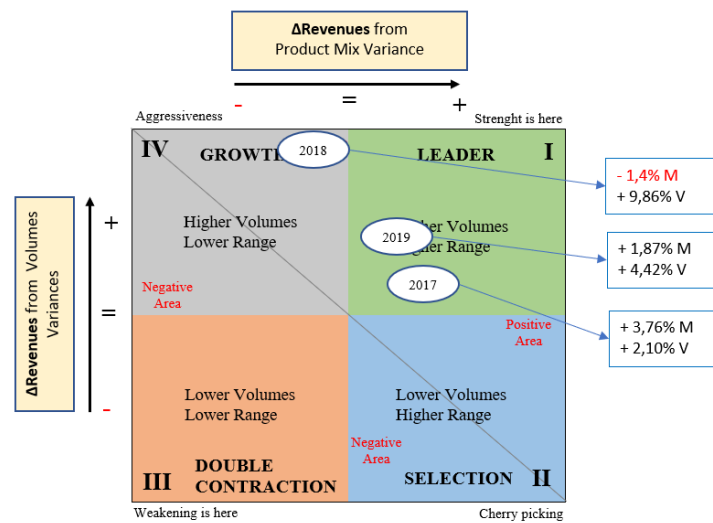 ΔRevenues from
Product Mix Variance
-
=
+
Aggressiveness
Strenght is here
IV
LEADER
I
2018
- 1,4% M
+ 9,86% V
ΔRevenues from Volumes
Variances
+
=
-
Higher Volumes
Lower Range
Volumes
2019
+ 1,87% M
+ 4,42% V
2017
Negative
Area
Positive
Area
+ 3,76% M
+ 2,10% V
Lower Volumes
Lower Range
Lower Volumes
Higher Range
Negative
Area
III
DOUBLE
CONTRACTION
SELECTION
II
Weakening is here
Cherry picking